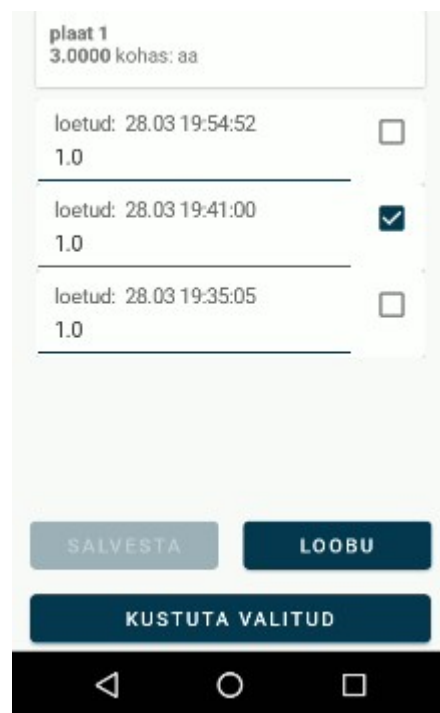 plaat 1
3.0000 kohas: aa
loetud: 28.03 19:54:52
1.0
loetud: 28.03 19:41:00
1.0
loetud: 28.03 19:35:05
1.0
SALVESTA LOOBU
KUSTUTA VALITUD